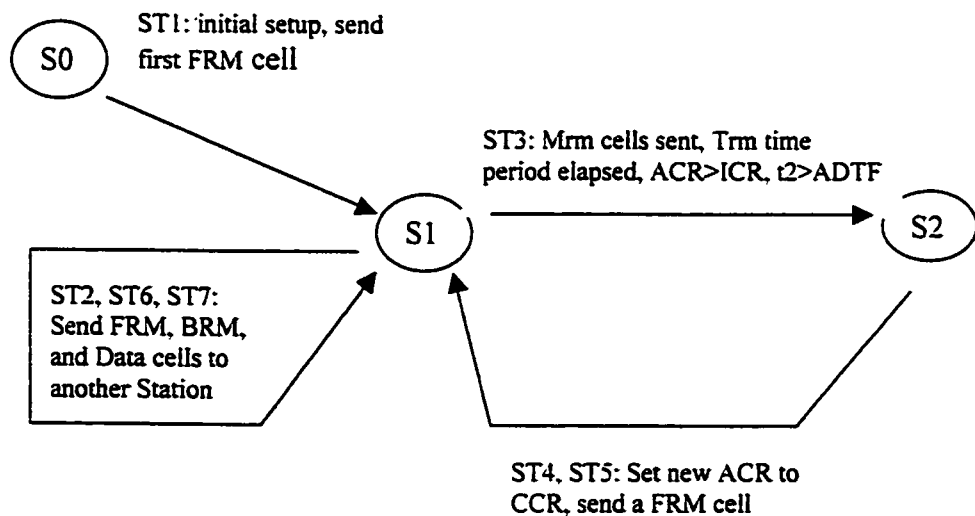 ST1: initial setup, send
first FRM cell
S0
ST3: Mrm cells sent, Trm time
period elapsed, ACR>ICR, t2>ADTF
S1
S2
ST2, ST6, ST7:
Send FRM, BRM,
and Data cells to
another Station
ST4, ST5: Set new ACR to
CCR, send a FRM cell